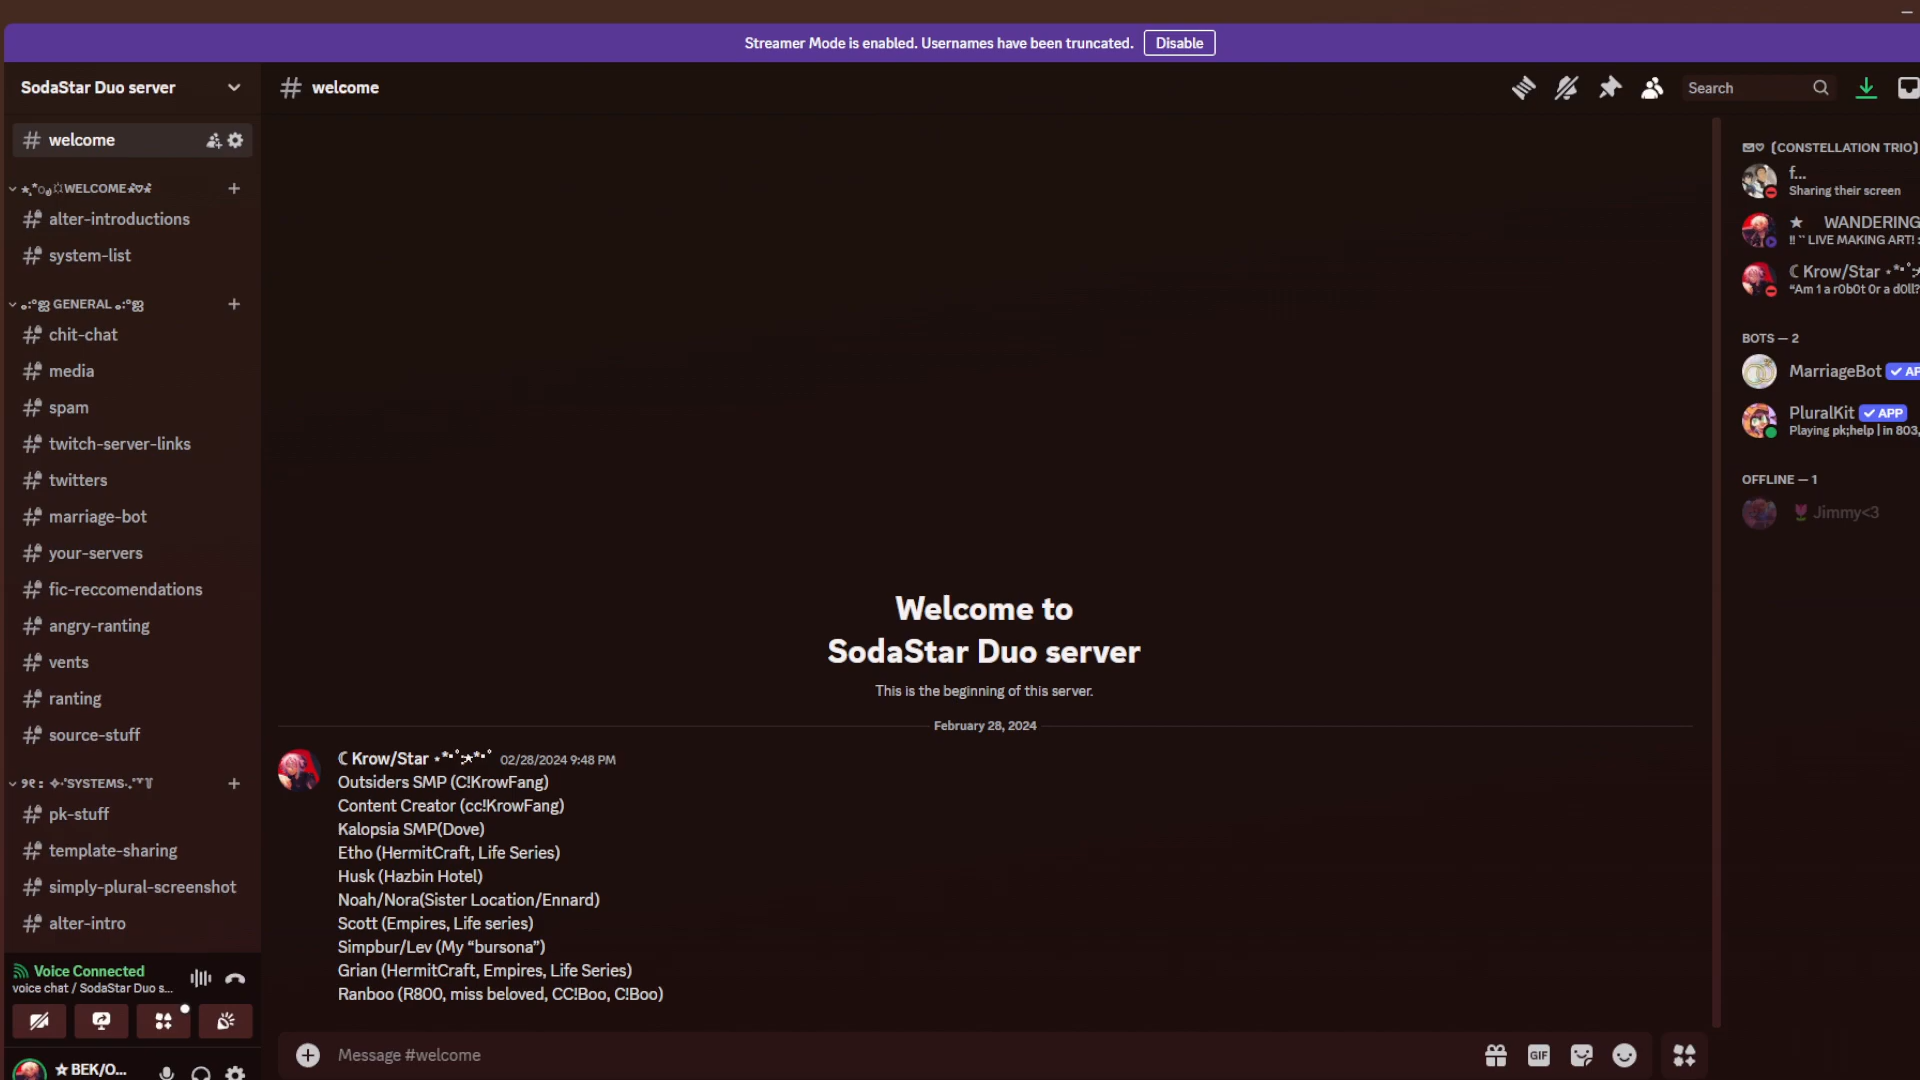 Streamer Mode is enabled. Usernames have been truncated. Disable
SodaStar Duo server
welcome
WELCOME
alter-introductions
system-list
GENERAL
chit-chat
media
spam
twitch-server-links
twitters
marriage-bot
your-servers
fic-reccomendations
angry-ranting
vents
ranting
source-stuff
SYSTEMS
pk-stuff
template-sharing
simply-plural-screenshot
alter-intro
Voice Connected
voice chat / SodaStar Duo s...
★ BEK/O...
# welcome
Search
Welcome to
SodaStar Duo server
This is the beginning of this server.
February 28, 2024
☾Krow/Star ⋆*•˚⋆*•˚ 02/28/2024 9:48 PM
Outsiders SMP (C!KrowFang)
Content Creator (cc!KrowFang)
Kalopsia SMP(Dove)
Etho (HermitCraft, Life Series)
Husk (Hazbin Hotel)
Noah/Nora(Sister Location/Ennard)
Scott (Empires, Life series)
Simpbur/Lev (My “bursona”)
Grian (HermitCraft, Empires, Life Series)
Ranboo (R800, miss beloved, CC!Boo, C!Boo)
Message #welcome
GIF
✉♡ (CONSTELLATION TRIO)
f...
Sharing their screen
★ WANDERING
!! `` LIVE MAKING ART! :
☾Krow/Star ⋆*•˚
“Am 1 a r0b0t 0r a d0ll?
BOTS — 2
MarriageBot ✓ AP
PluralKit ✓ APP
Playing pk;help | in 803,
OFFLINE — 1
🌷 Jimmy<3